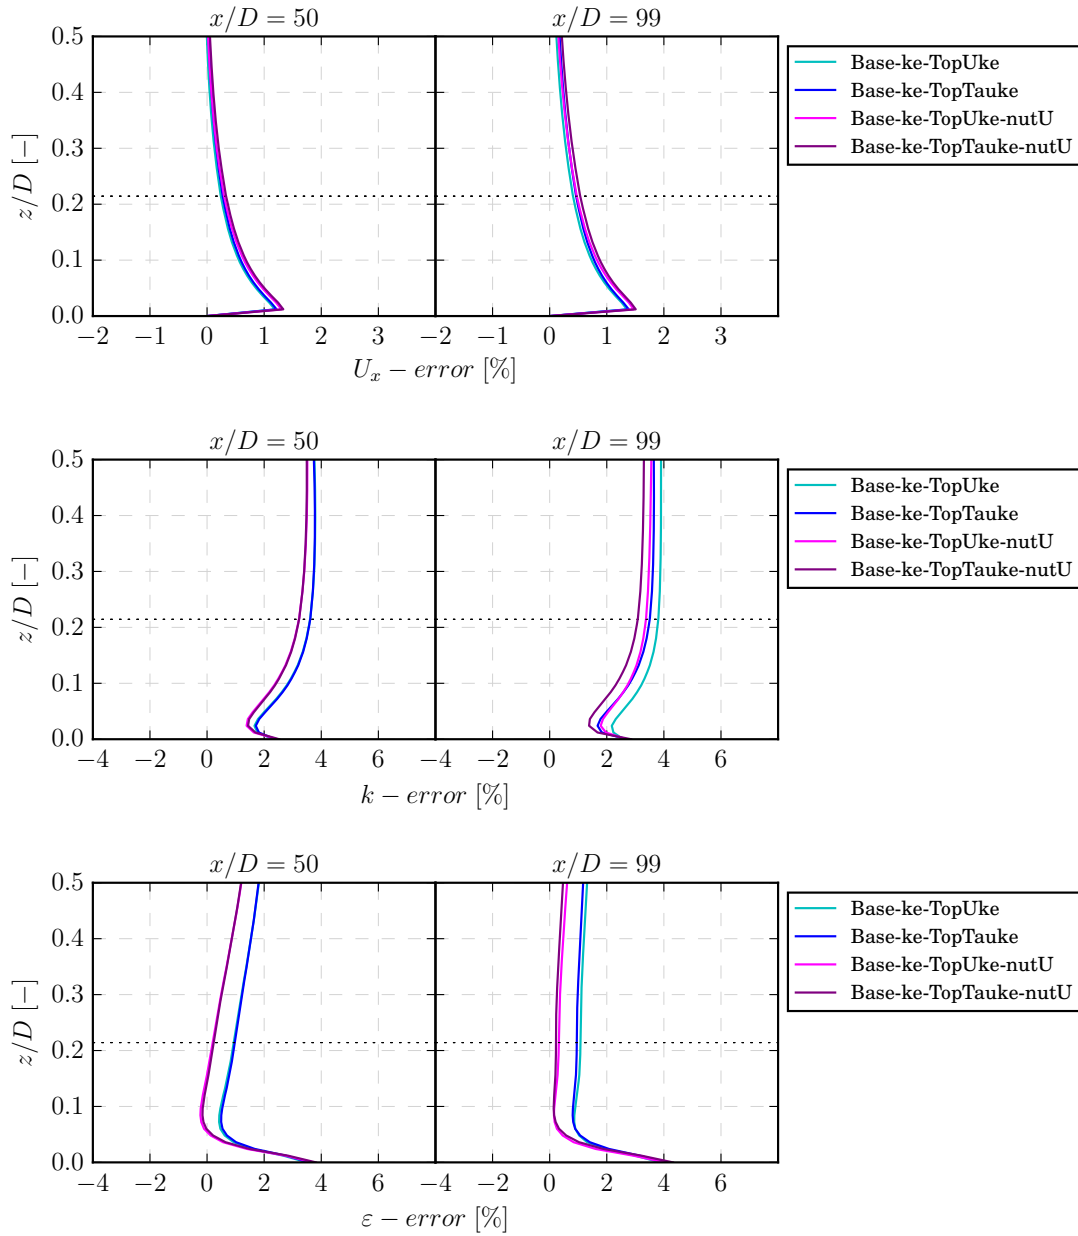 x/D = 50 x/D = 99
0.5
0.4
0.3
0.2
0.1
0.0
z/D [−]
−2 −1 0 1 2 3 −2 −1 0 1 2 3
U_x − error [%]
Base-ke-TopUke
Base-ke-TopTauke
Base-ke-TopUke-nutU
Base-ke-TopTauke-nutU
x/D = 50 x/D = 99
0.5
0.4
0.3
0.2
0.1
0.0
z/D [−]
−4 −2 0 2 4 6 −4 −2 0 2 4 6
k − error [%]
Base-ke-TopUke
Base-ke-TopTauke
Base-ke-TopUke-nutU
Base-ke-TopTauke-nutU
x/D = 50 x/D = 99
0.5
0.4
0.3
0.2
0.1
0.0
z/D [−]
−4 −2 0 2 4 6 −4 −2 0 2 4 6
ε − error [%]
Base-ke-TopUke
Base-ke-TopTauke
Base-ke-TopUke-nutU
Base-ke-TopTauke-nutU